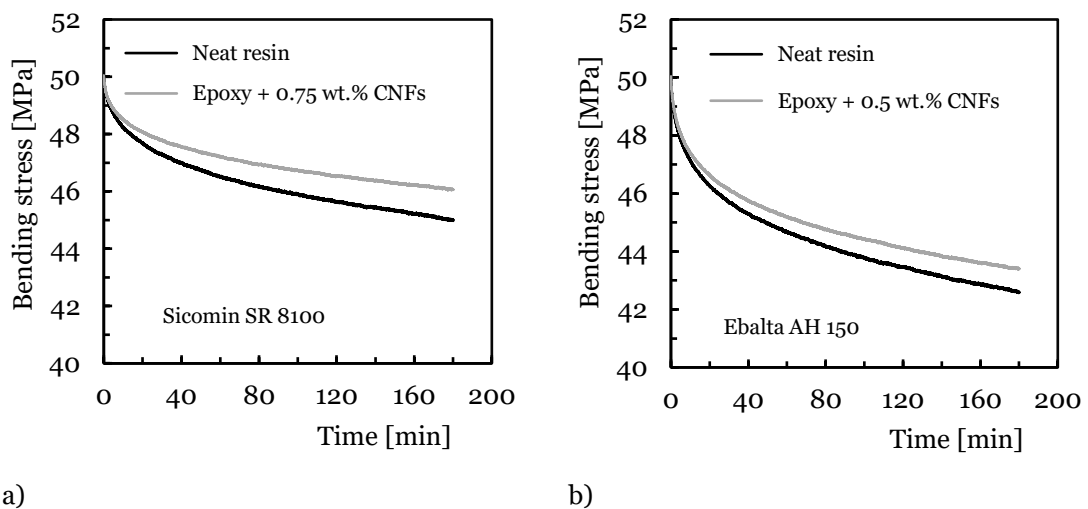 52
50
48
46
44
42
40
Bending stress [MPa]
Neat resin
Epoxy + 0.75 wt.% CNFs
Sicomin SR 8100
0 40 80 120 160 200
Time [min]
a)
52
50
48
46
44
42
40
Bending stress [MPa]
Neat resin
Epoxy + 0.5 wt.% CNFs
Ebalta AH 150
0 40 80 120 160 200
Time [min]
b)